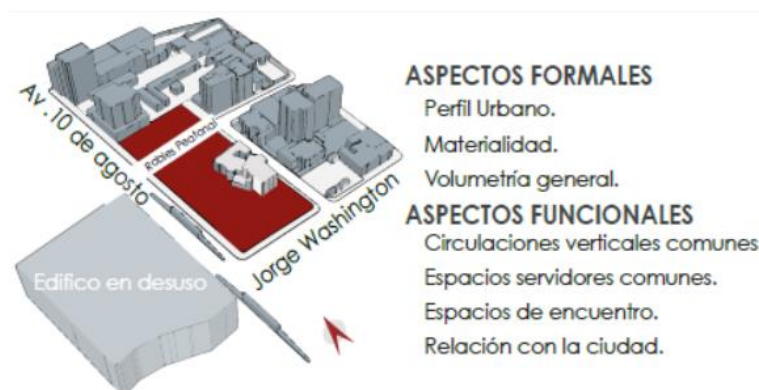 Av . 10 de agosto
Robles Peatonal
Jorge Washington
Edifico en desuso
ASPECTOS FORMALES
Perfil Urbano.
Materialidad.
Volumetría general.
ASPECTOS FUNCIONALES
Circulaciones verticales comunes
Espacios servidores comunes.
Espacios de encuentro.
Relación con la ciudad.